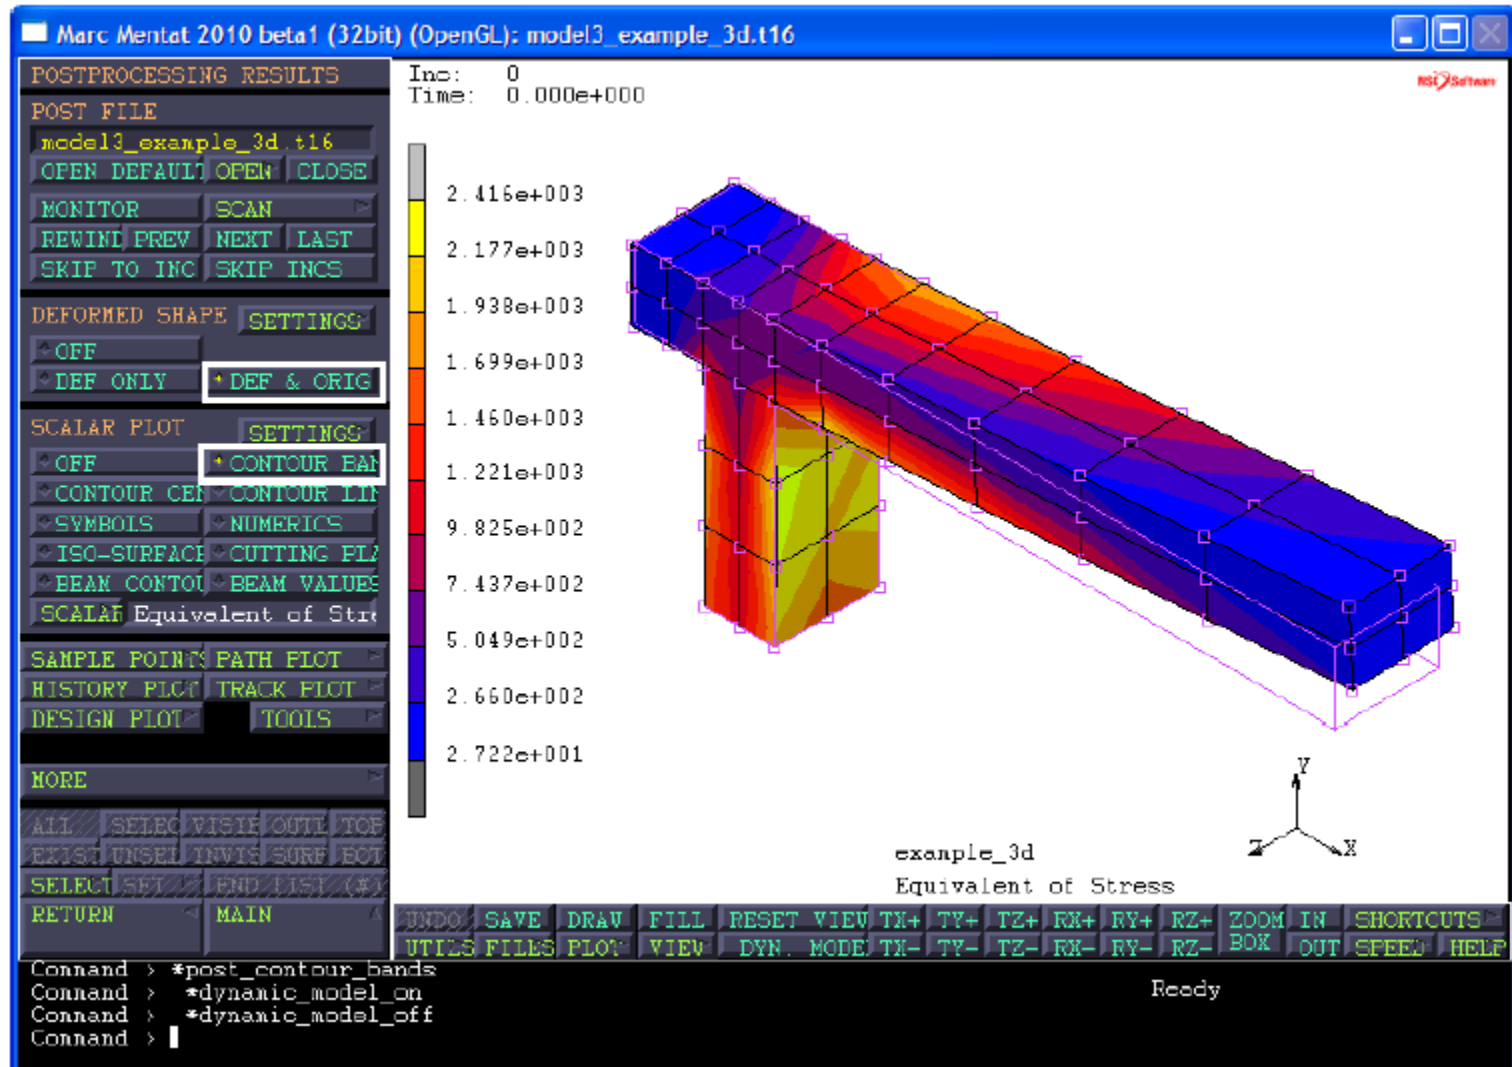 Marc Mentat 2010 beta1 (32bit) (OpenGL): model3_example_3d.t16
POSTPROCESSING RESULTS
POST FILE
model3_example_3d.t16
OPEN DEFAULT OPEN CLOSE
MONITOR SCAN
REWIND PREV NEXT LAST
SKIP TO INC SKIP INCS
DEFORMED SHAPE SETTINGS
OFF
DEF ONLY DEF & ORIG
SCALAR PLOT SETTINGS
OFF CONTOUR BAN
CONTOUR CEN CONTOUR LIN
SYMBOLS NUMERICS
ISO-SURFACE CUTTING PLA
BEAM CONTOU BEAM VALUES
SCALAR Equivalent of Stre
SAMPLE POINTS PATH PLOT
HISTORY PLOT TRACK PLOT
DESIGN PLOT TOOLS
MORE
ALL SELEC VISIB OUTL TOP
EXIST UNSEL INVIS SURF BOT
SELECT SET END LIST (#)
RETURN MAIN
Inc: 0
Time: 0.000e+000
MSC Software
2.416e+003
2.177e+003
1.938e+003
1.699e+003
1.460e+003
1.221e+003
9.825e+002
7.437e+002
5.049e+002
2.660e+002
2.722e+001
Y
Z X
example_3d
Equivalent of Stress
UNDO SAVE DRAW FILL RESET VIEW TX+ TY+ TZ+ RX+ RY+ RZ+ ZOOM IN SHORTCUTS
UTILS FILES PLOT VIEW DYN. MODEL TX- TY- TZ- RX- RY- RZ- BOX OUT SPEED HELP
Command > *post_contour_bands
Command > *dynamic_model_on
Command > *dynamic_model_off
Command >
Ready